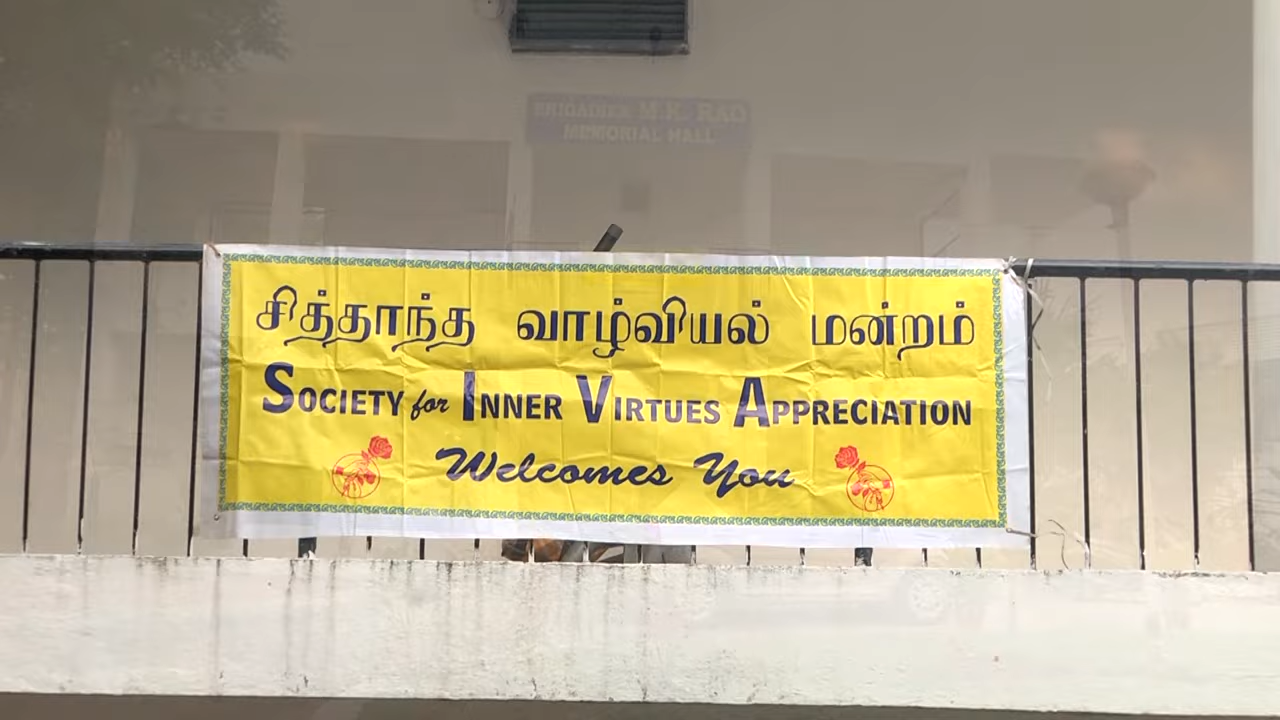 BRIGADIER M.K. RAO
MEMORIAL HALL
சித்தாந்த வாழ்வியல் மன்றம்
SOCIETY for INNER VIRTUES APPRECIATION
Welcomes You